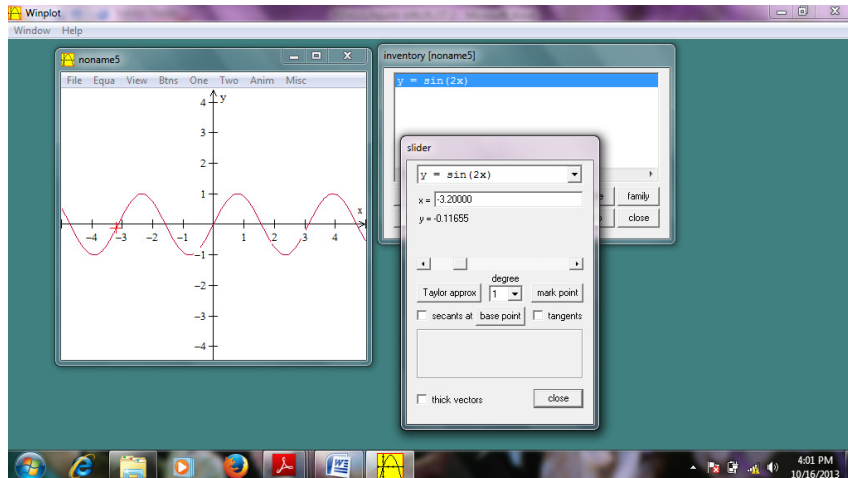 Winplot
Window Help
noneme5
File Equa View Btns One Two Anim Misc
y
4
3
2
1
x
-4 -3 -2 -1 1 2 3 4
-1
-2
-3
-4
inventory [noname5]
y = sin(2x)
family
close
slider
y = sin(2x)
x = -3.20000
y = -0.11655
degree
Taylor approx 1 mark point
secants at base point tangents
thick vectors close
4:01 PM
10/16/2013